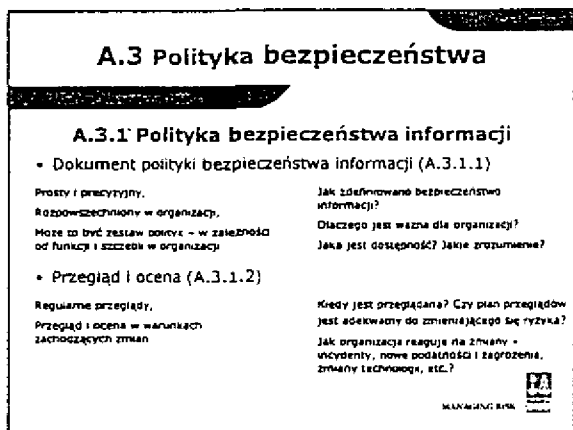 A.3 Polityka bezpieczeństwa
A.3.1 Polityka bezpieczeństwa informacji
• Dokument polityki bezpieczeństwa informacji (A.3.1.1)
Prosty i precyzyjny,
Rozpowszechniony w organizacji,
Może to być zestaw polityk – w zależności
od funkcji i szczebla w organizacji
Jak zdefiniowano bezpieczeństwo
informacji?
Dlaczego jest ważna dla organizacji?
Jaka jest dostępność? Jakie zrozumienie?
• Przegląd i ocena (A.3.1.2)
Regularne przeglądy,
Przegląd i ocena w warunkach
zachodzących zmian
Kiedy jest przeglądana? Czy plan przeglądów
jest adekwatny do zmieniającego się ryzyka?
Jak organizacja reaguje na zmiany –
incydenty, nowe podatności i zagrożenia,
zmiany technologii, etc.?
MANAGING RISK